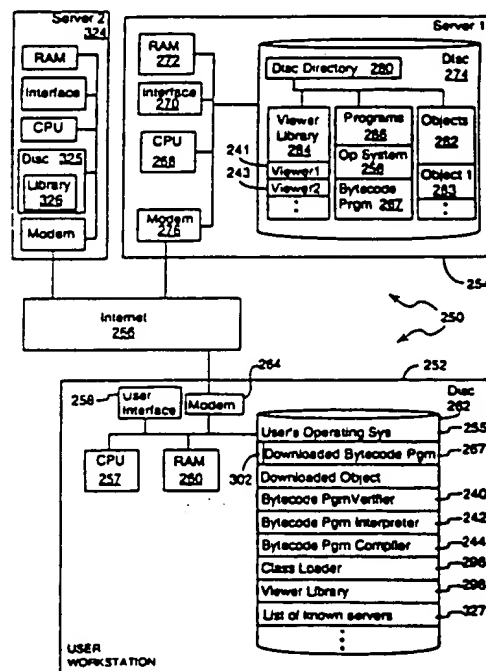 Server 2
324
RAM
Interface
CPU
Disc 325
Library
326
Modem
Server 1
RAM
272
Interface
270
CPU
268
Modem
276
Disc
274
Disc Directory 280
Viewer
Library
284
241
Viewer1
243
Viewer2
Programs
266
Op System
258
Bytecode
Prgm 267
Objects
282
Object 1
283
254
Internet
256
250
264
252
258
User
Interface
Modem
CPU
257
RAM
260
302
Disc
262
User's Operating Sys
255
Downloaded Bytecode Pgm
267
Downloaded Object
Bytecode PgmVerifier
240
Bytecode Pgm Interpreter
242
Bytecode Pgm Compiler
244
Class Loader
296
Viewer Library
298
List of known servers
327
USER
WORKSTATION